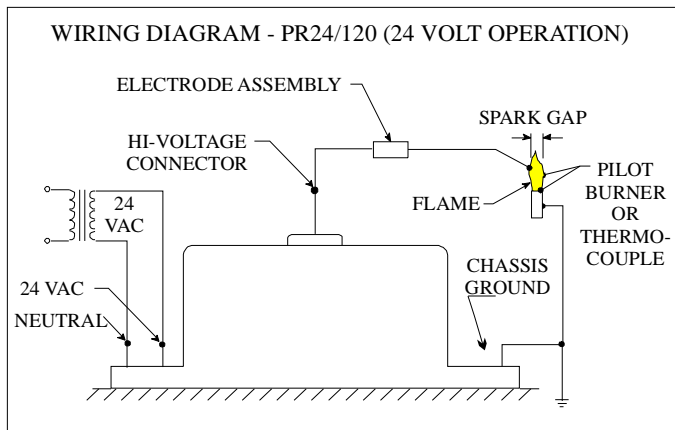 WIRING DIAGRAM - PR24/120 (24 VOLT OPERATION)
ELECTRODE ASSEMBLY
SPARK GAP
HI-VOLTAGE
CONNECTOR
FLAME
PILOT
BURNER
OR
THERMO-
COUPLE
24
VAC
24 VAC
NEUTRAL
CHASSIS
GROUND